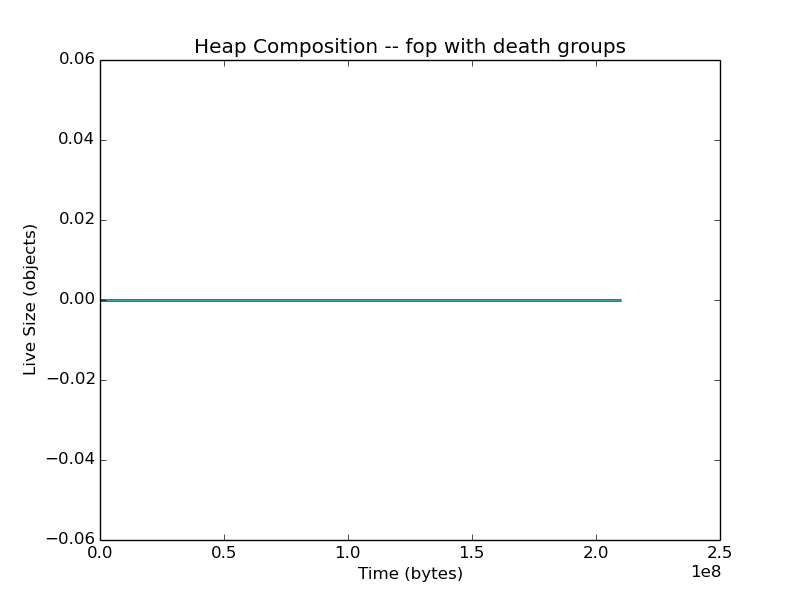 Heap Composition -- fop with death groups
0.06
0.04
0.02
0.00
−0.02
−0.04
−0.06
Live Size (objects)
0.0 0.5 1.0 1.5 2.0 2.5
1e8
Time (bytes)